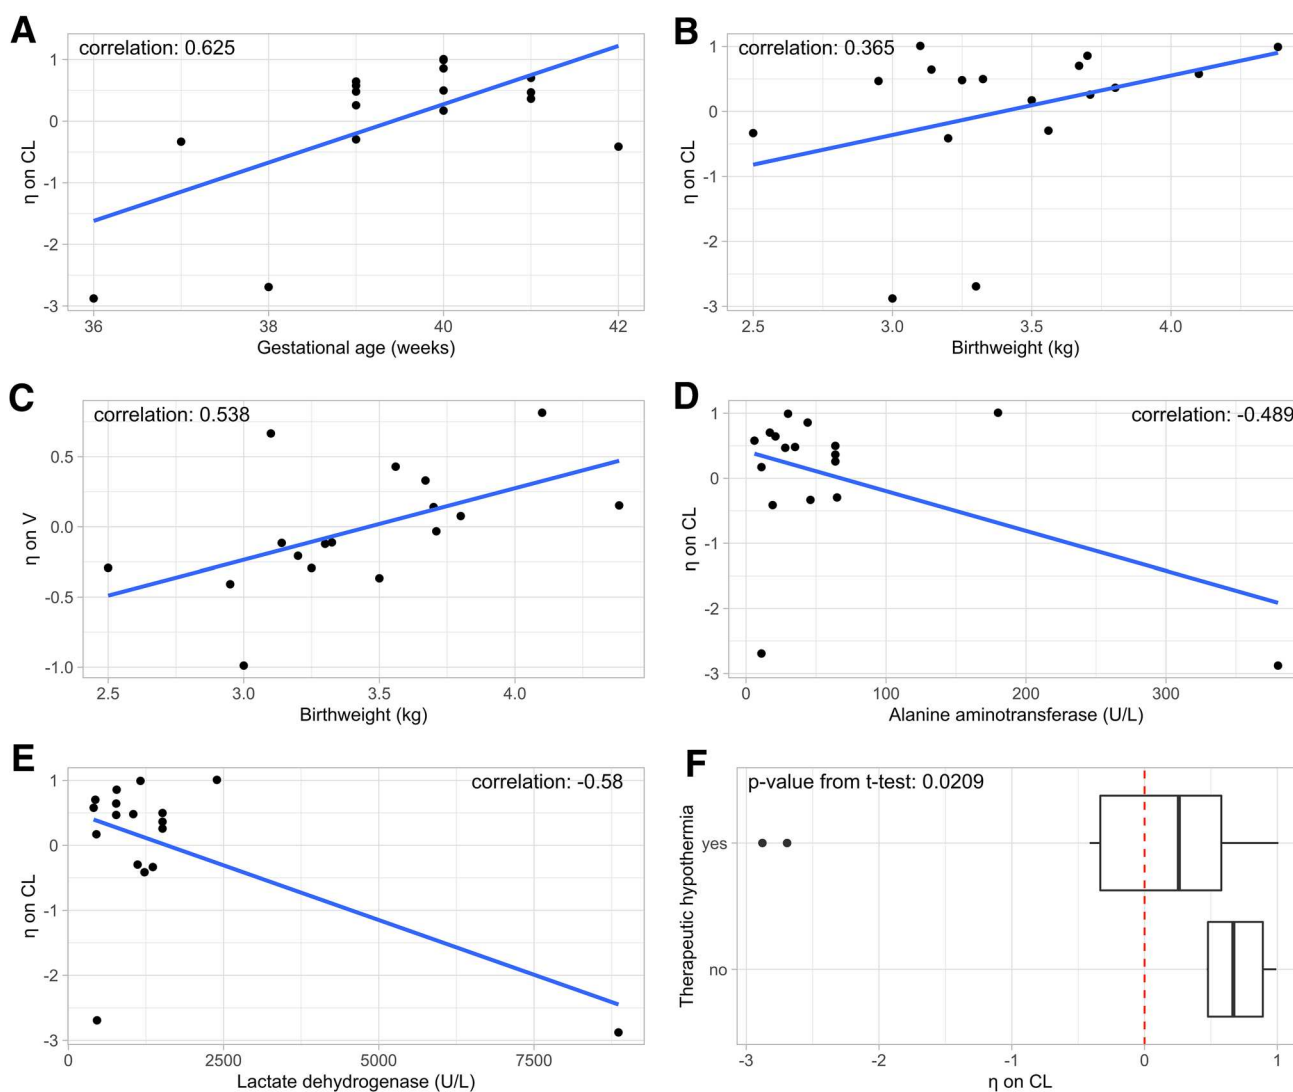 A
correlation: 0.625
1
0
-1
-2
-3
36
38
40
42
η on CL
Gestational age (weeks)
B
correlation: 0.365
1
0
-1
-2
-3
2.5
3.0
3.5
4.0
η on CL
Birthweight (kg)
C
correlation: 0.538
0.5
0.0
-0.5
-1.0
2.5
3.0
3.5
4.0
η on V
Birthweight (kg)
D
correlation: -0.489
1
0
-1
-2
-3
0
100
200
300
η on CL
Alanine aminotransferase (U/L)
E
correlation: -0.58
1
0
-1
-2
-3
0
2500
5000
7500
η on CL
Lactate dehydrogenase (U/L)
F
p-value from t-test: 0.0209
yes
no
-3
-2
-1
0
1
Therapeutic hypothermia
η on CL